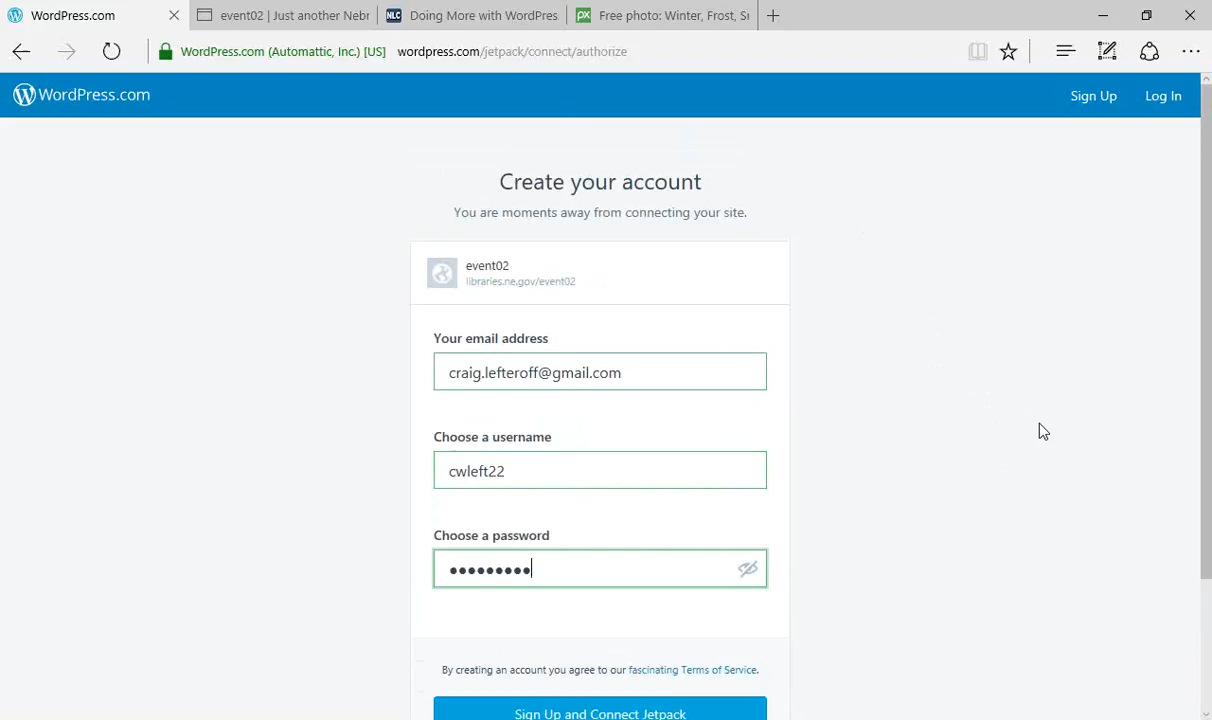 WordPress.com
event02 | Just another Nebr
NLC Doing More with WordPres
px Free photo: Winter, Frost, Sn
WordPress.com (Automattic, Inc.) [US] wordpress.com/jetpack/connect/authorize
WordPress.com
Sign Up Log In
Create your account
You are moments away from connecting your site.
event02
libraries.ne.gov/event02
Your email address
craig.lefteroff@gmail.com
Choose a username
cwleft22
Choose a password
•••••••••
By creating an account you agree to our fascinating Terms of Service.
Sign Up and Connect Jetpack